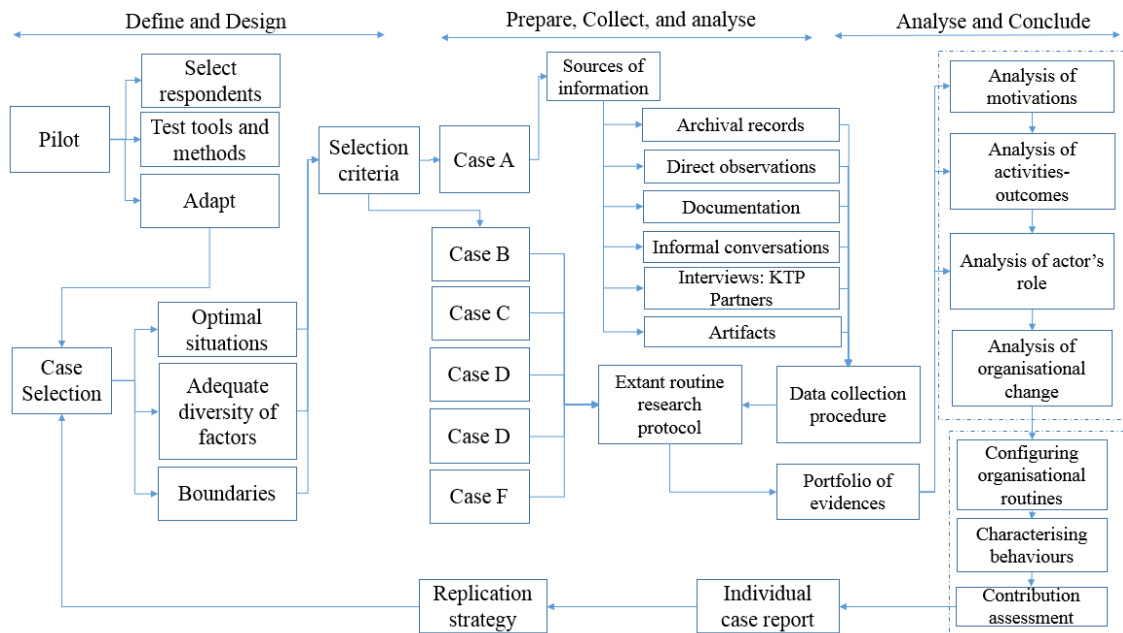 Define and Design
Prepare, Collect, and analyse
Analyse and Conclude
Pilot
Select
respondents
Test tools and
methods
Adapt
Case
Selection
Optimal
situations
Adequate
diversity of
factors
Boundaries
Selection
criteria
Case A
Case B
Case C
Case D
Case D
Case F
Sources of
information
Archival records
Direct observations
Documentation
Informal conversations
Interviews: KTP
Partners
Artifacts
Data collection
procedure
Extant routine
research
protocol
Portfolio of
evidences
Analysis of
motivations
Analysis of
activities-
outcomes
Analysis of actor’s
role
Analysis of
organisational
change
Configuring
organisational
routines
Characterising
behaviours
Contribution
assessment
Individual
case report
Replication
strategy